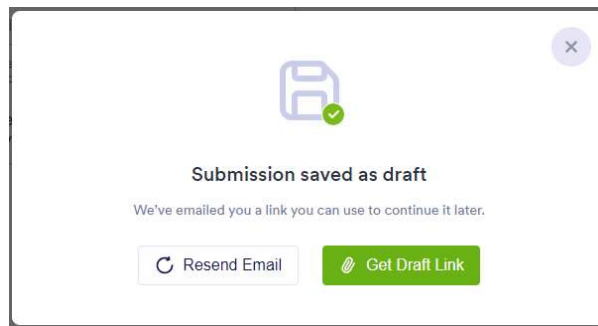 Submission saved as draft
We've emailed you a link you can use to continue it later.
Resend Email
Get Draft Link